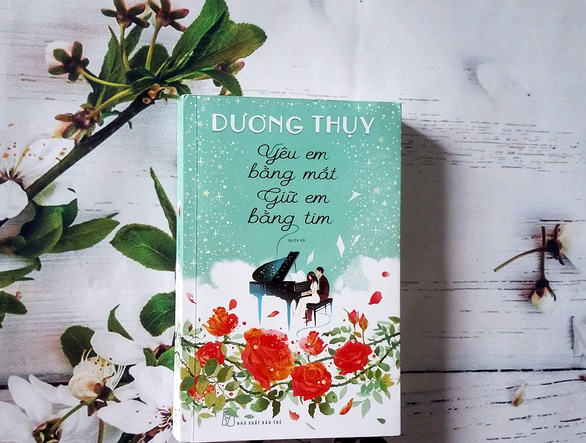 DƯƠNG THỤY
Yêu em
bằng mắt
Giữ em
bằng tim
TRUYỆN DÀI
NHÀ XUẤT BẢN TRẺ